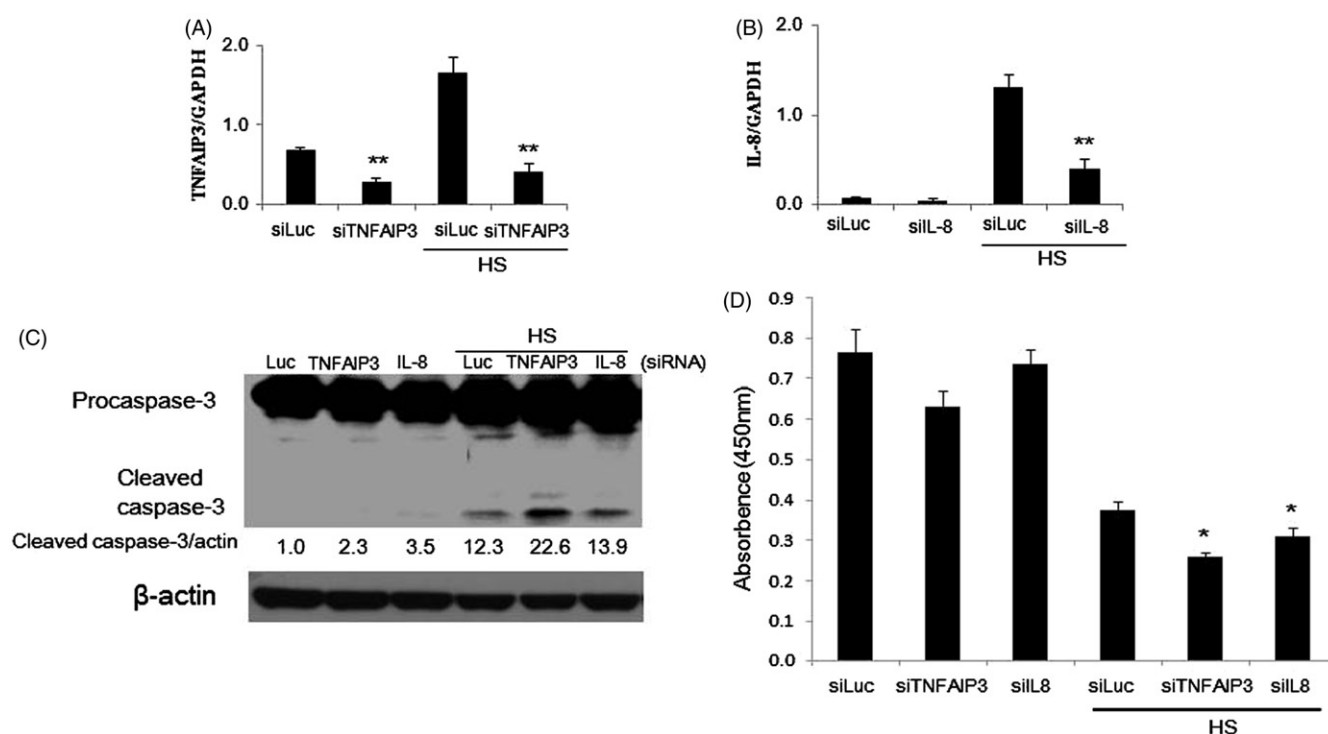 (A)
TNFAIP3/GAPDH
2.0
1.0
0.0
**
**
siLuc siTNFAIP3 siLuc siTNFAIP3
HS
(B)
IL-8/GAPDH
2.0
1.0
0.0
**
siLuc siIL-8 siLuc siIL-8
HS
(C)
HS
Luc TNFAIP3 IL-8 Luc TNFAIP3 IL-8 (siRNA)
Procaspase-3
Cleaved
caspase-3
Cleaved caspase-3/actin 1.0 2.3 3.5 12.3 22.6 13.9
β-actin
(D)
Absorbence (450nm)
0.9
0.8
0.7
0.6
0.5
0.4
0.3
0.2
0.1
0.0
*
*
siLuc siTNFAIP3 siIL8 siLuc siTNFAIP3 siIL8
HS